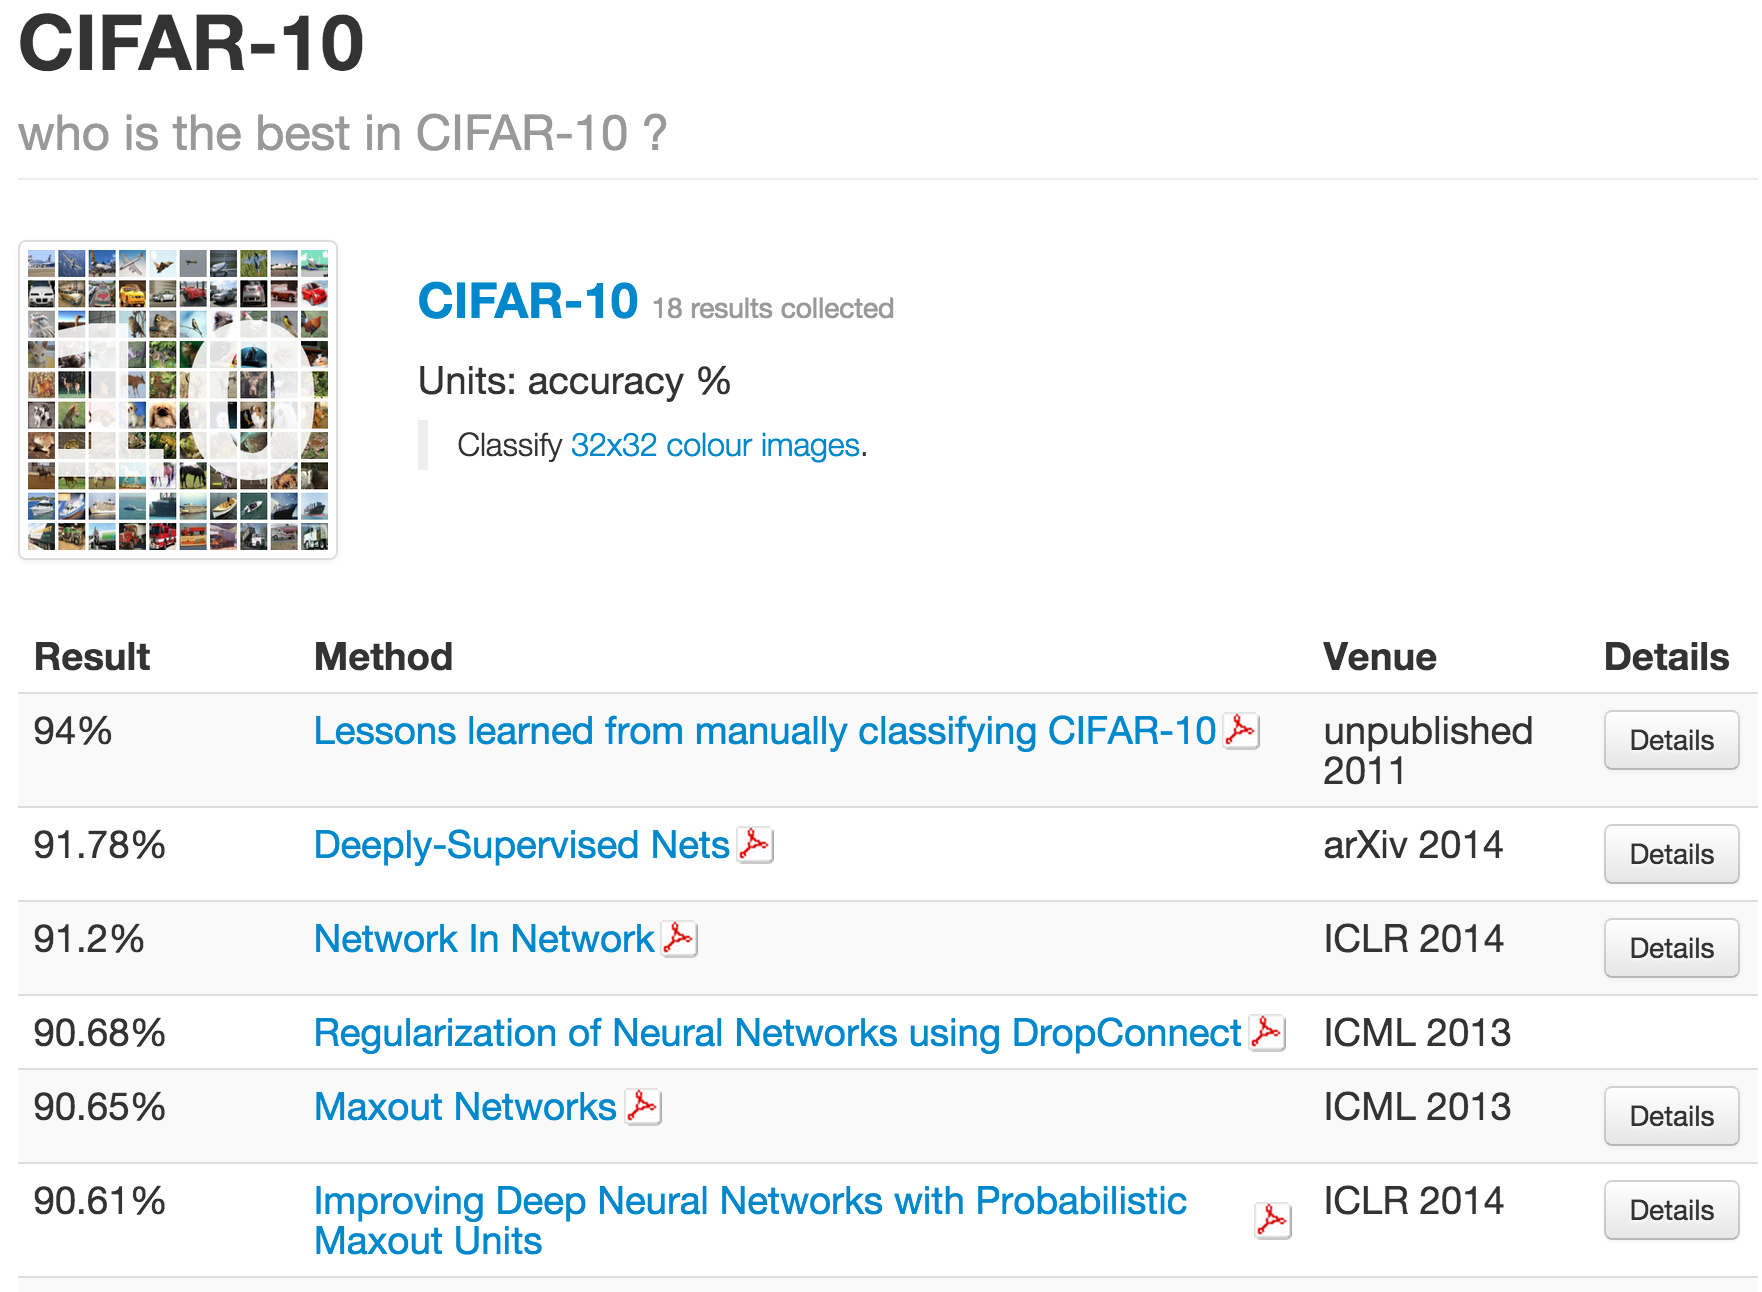 CIFAR-10
who is the best in CIFAR-10 ?
10
CIFAR-10 18 results collected
Units: accuracy %
Classify 32x32 colour images.
Result Method Venue Details
94% Lessons learned from manually classifying CIFAR-10 unpublished 2011 Details
91.78% Deeply-Supervised Nets arXiv 2014 Details
91.2% Network In Network ICLR 2014 Details
90.68% Regularization of Neural Networks using DropConnect ICML 2013
90.65% Maxout Networks ICML 2013 Details
90.61% Improving Deep Neural Networks with Probabilistic Maxout Units ICLR 2014 Details